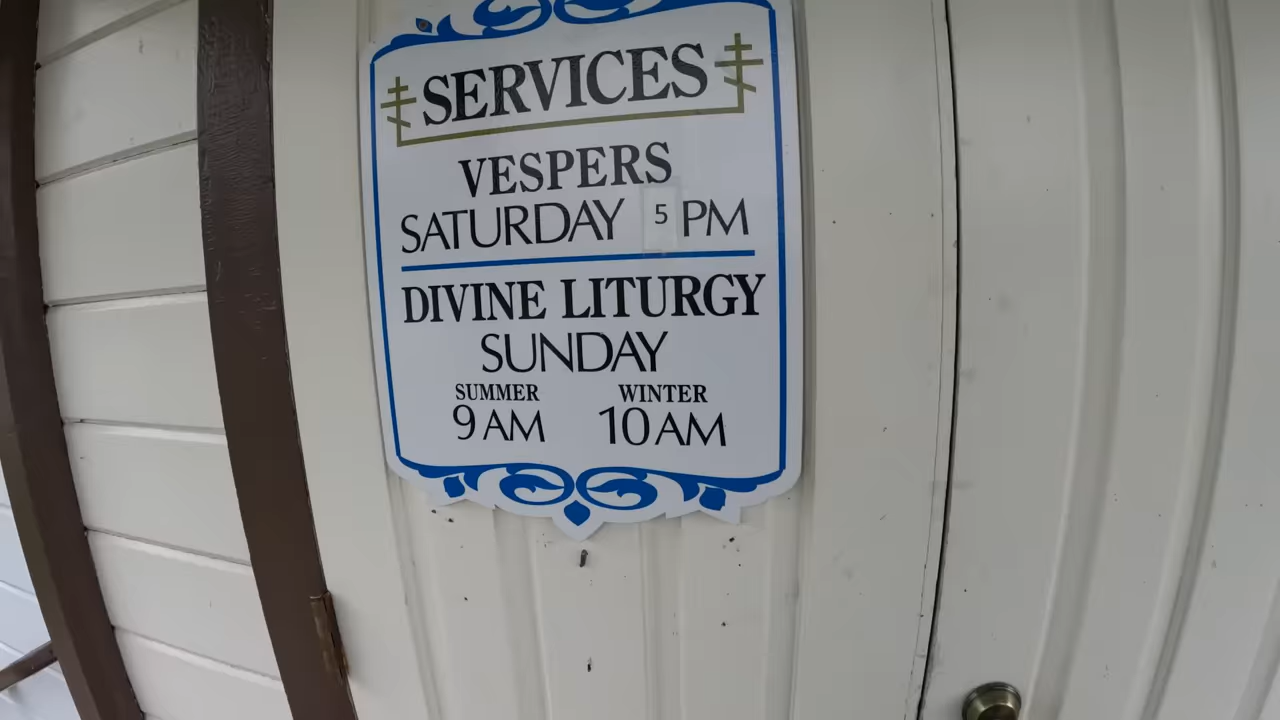 SERVICES
VESPERS
SATURDAY 5 PM
DIVINE LITURGY
SUNDAY
SUMMER WINTER
9 AM 10 AM